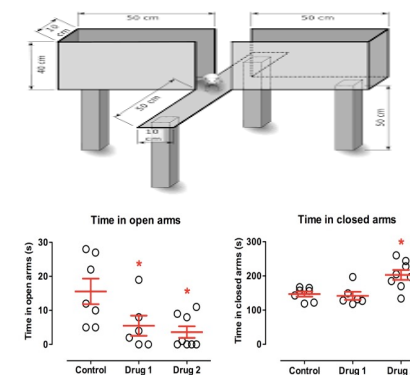 50 cm
50 cm
10 cm
40 cm
50 cm
10
cm
50 cm
Time in open arms
Time in open arms (s)
30
20
10
0
*
*
Control
Drug 1
Drug 2
Time in closed arms
Time in closed arms (s)
300
200
100
0
*
Control
Drug 1
Drug